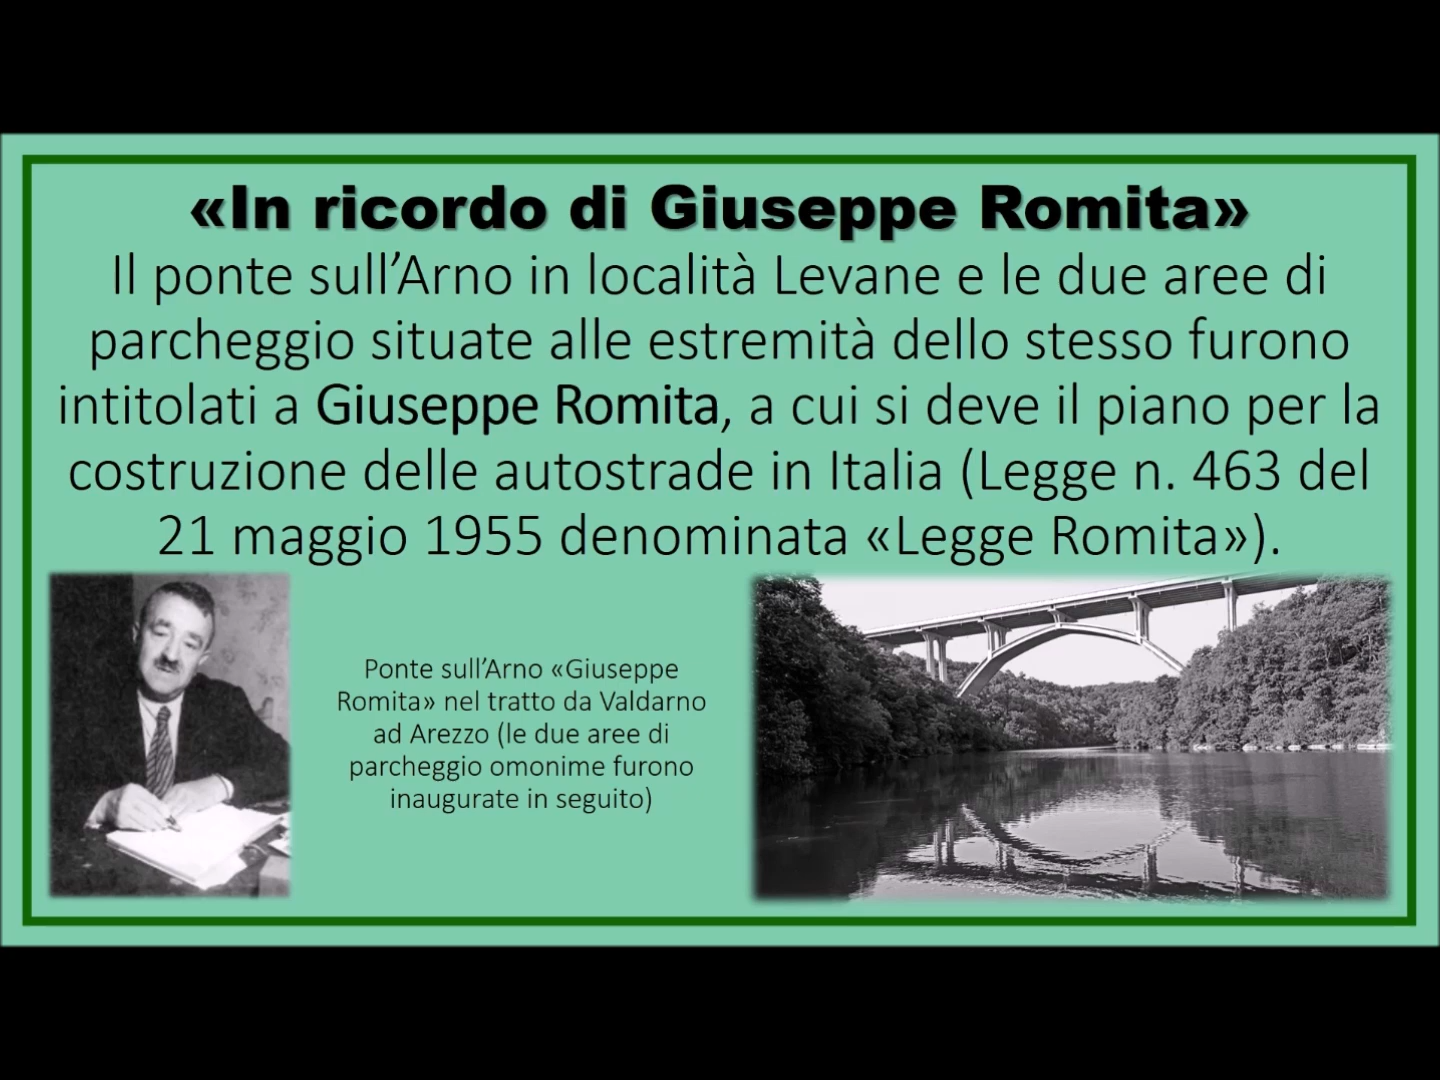 «In ricordo di Giuseppe Romita»
Il ponte sull’Arno in località Levane e le due aree di
parcheggio situate alle estremità dello stesso furono
intitolati a Giuseppe Romita, a cui si deve il piano per la
costruzione delle autostrade in Italia (Legge n. 463 del
21 maggio 1955 denominata «Legge Romita»).
Ponte sull’Arno «Giuseppe
Romita» nel tratto da Valdarno
ad Arezzo (le due aree di
parcheggio omonime furono
inaugurate in seguito)